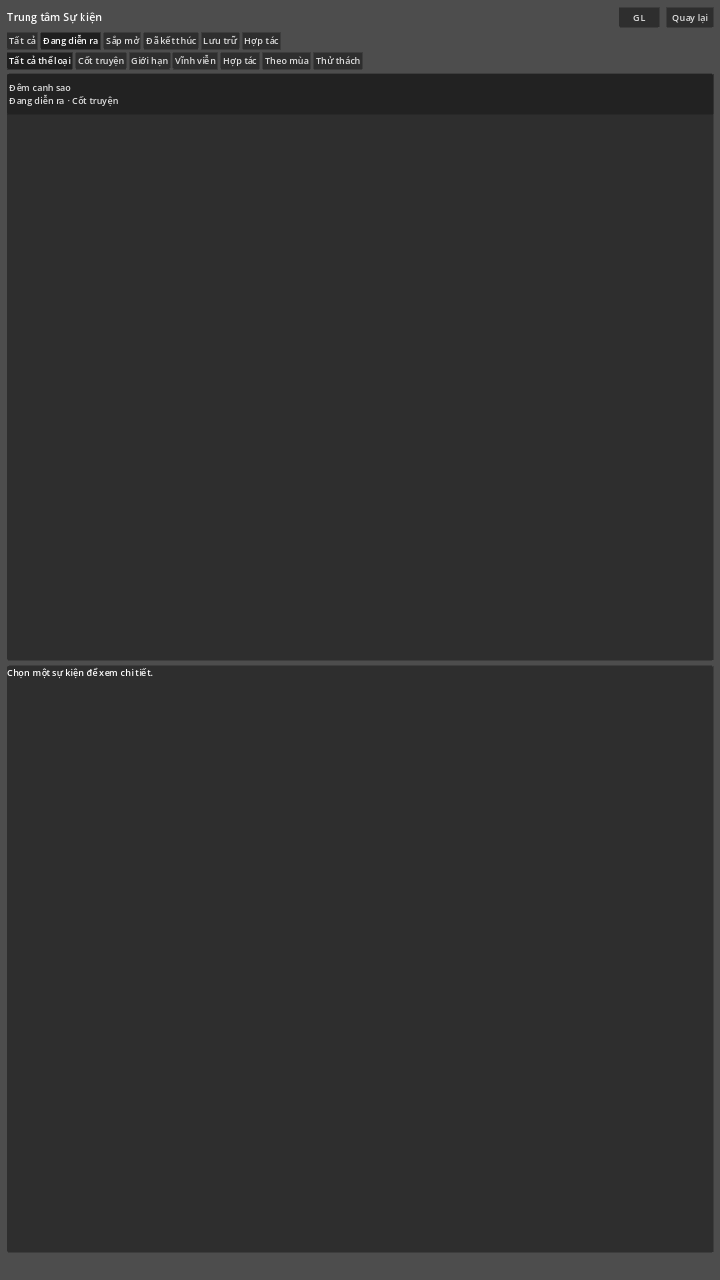 Trung tâm Sự kiện
GL
Quay lại
Tất cả Đang diễn ra Sắp mở Đã kết thúc Lưu trữ Hợp tác
Tất cả thể loại Cốt truyện Giới hạn Vĩnh viễn Hợp tác Theo mùa Thử thách
Đêm canh sao
Đang diễn ra · Cốt truyện
Chọn một sự kiện để xem chi tiết.